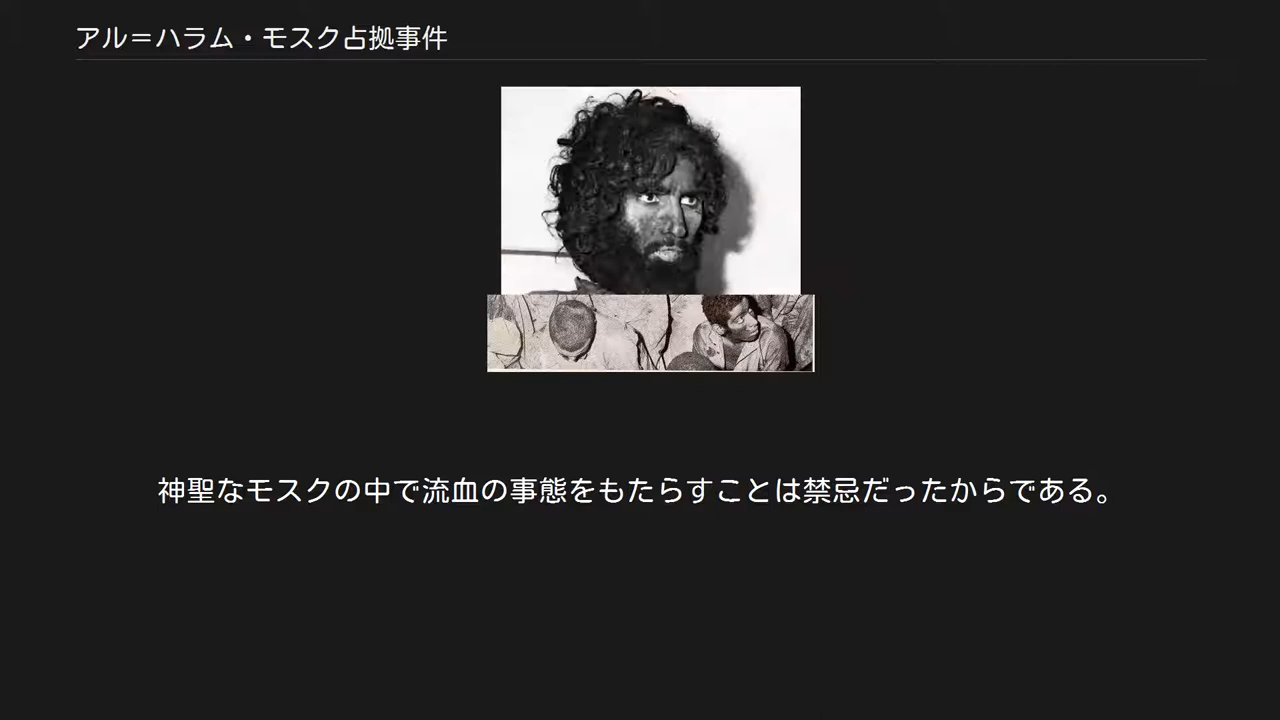 アル＝ハラム・モスク占拠事件
神聖なモスクの中で流血の事態をもたらすことは禁忌だったからである。